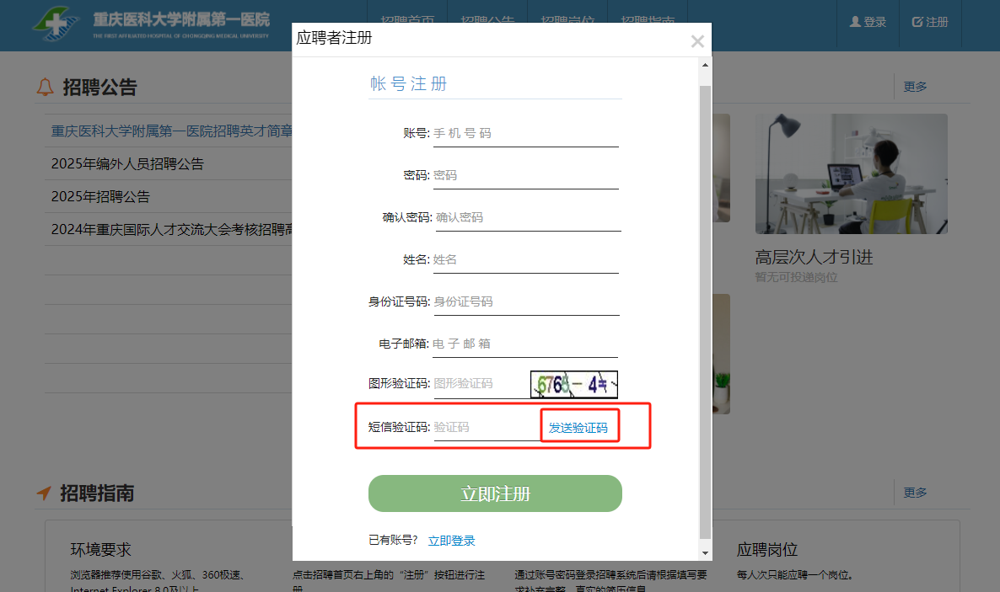 重庆医科大学附属第一医院
THE FIRST AFFILIATED HOSPITAL OF CHONGQING MEDICAL UNIVERSITY
招聘首页 招聘公告 招聘岗位 招聘指南
登录 注册
应聘者注册 ×
帐号注册
招聘公告
更多
重庆医科大学附属第一医院招聘英才简章
2025年编外人员招聘公告
2025年招聘公告
2024年重庆国际人才交流大会考核招聘高
账号: 手机号码
密码: 密码
确认密码: 确认密码
姓名: 姓名
身份证号码: 身份证号码
电子邮箱: 电子邮箱
图形验证码: 图形验证码
短信验证码: 验证码 发送验证码
立即注册
已有账号? 立即登录
高层次人才引进
暂无可投递岗位
招聘指南
更多
环境要求
浏览器推荐使用谷歌、火狐、360极速、
Internet Explorer 8.0及以上
点击招聘首页右上角的“注册”按钮进行注
册
通过账号密码登录招聘系统后请根据填写要
求补充完整、真实的简历信息
应聘岗位
每人次只能应聘一个岗位。